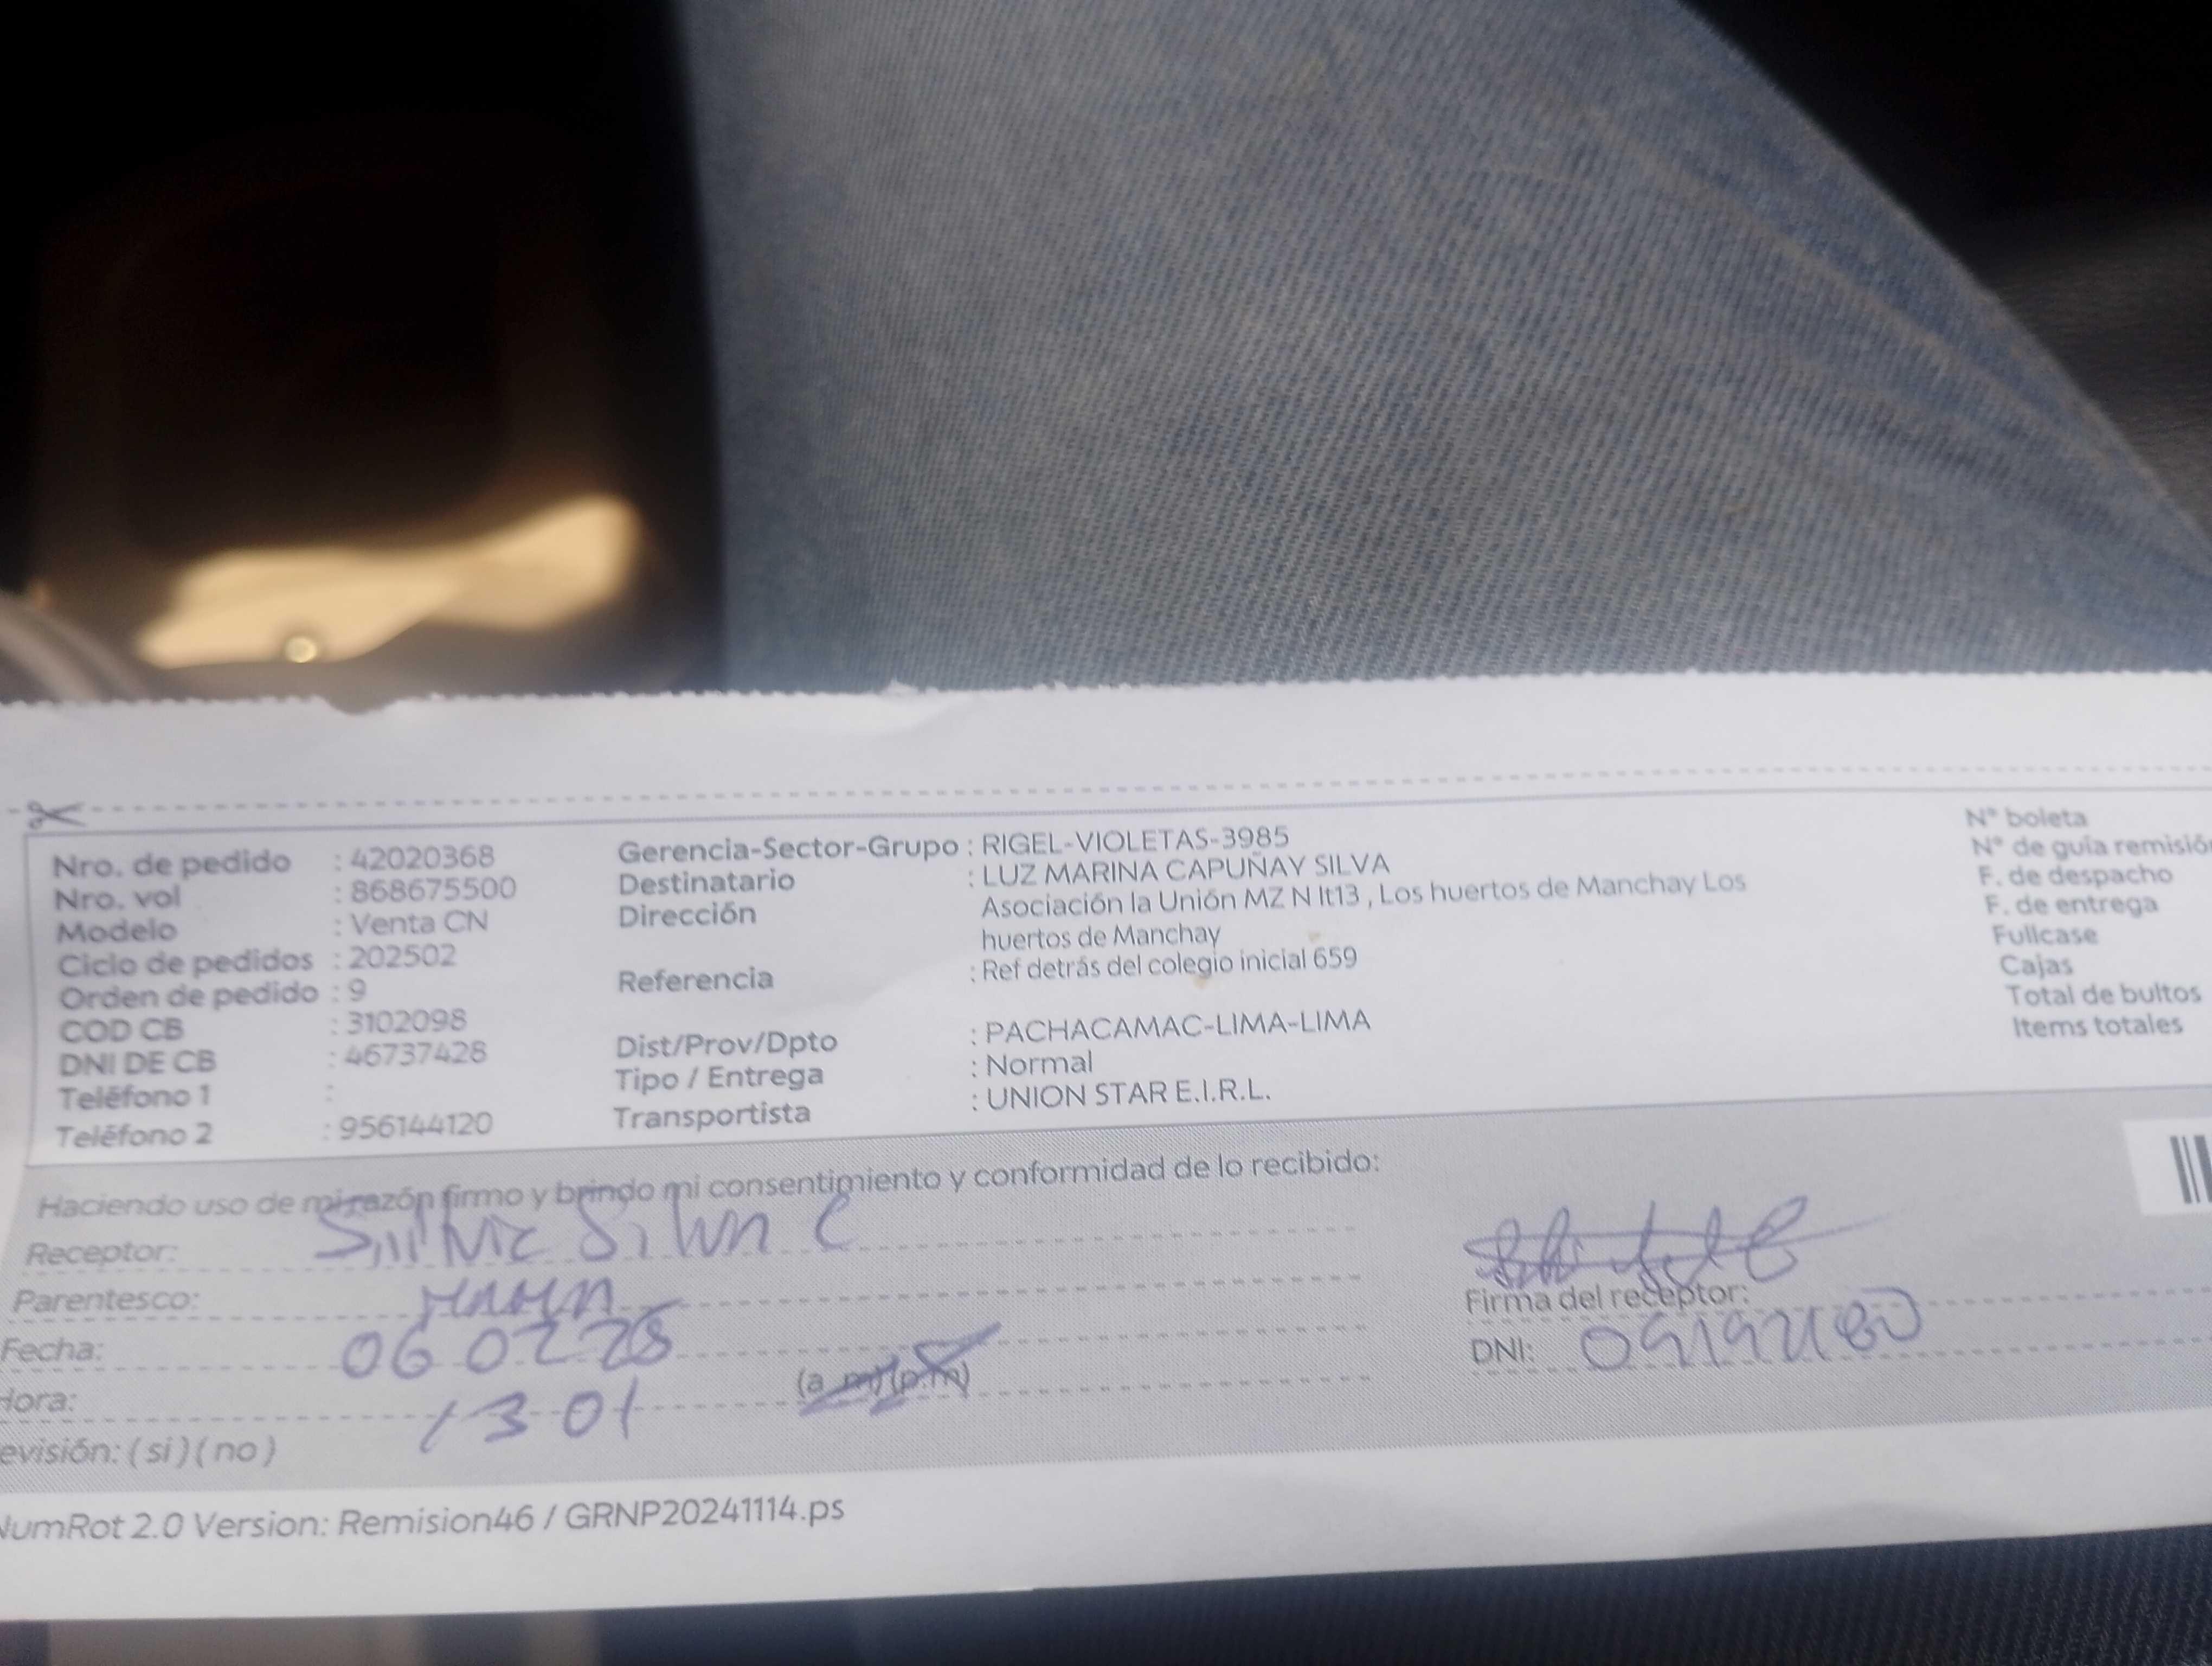 Nro. de pedido : 42020368
Nro. vol : 868675500
Modelo : Venta CN
Ciclo de pedidos : 202502
Orden de pedido : 9
COD CB : 3102098
DNI DE CB : 46737428
Teléfono 1 :
Teléfono 2 : 956144120
Gerencia-Sector-Grupo : RIGEL-VIOLETAS-3985
Destinatario : LUZ MARINA CAPUÑAY SILVA
Dirección Asociación la Unión MZ N lt13 , Los huertos de Manchay Los
huertos de Manchay
Referencia : Ref detrás del colegio inicial 659
Dist/Prov/Dpto : PACHACAMAC-LIMA-LIMA
Tipo / Entrega : Normal
Transportista : UNION STAR E.I.R.L.
N° boleta
N° de guía remisión
F. de despacho
F. de entrega
Fullcase
Cajas
Total de bultos
Items totales
Haciendo uso de mi razón firmo y brindo mi consentimiento y conformidad de lo recibido:
Receptor: Silva C
Parentesco:
Fecha: 06 02 25
Hora: 13 01 (a.m)(p.m)
evisión: ( si ) ( no )
Firma del receptor:
DNI:
NumRot 2.0 Version: Remision46 / GRNP20241114.ps